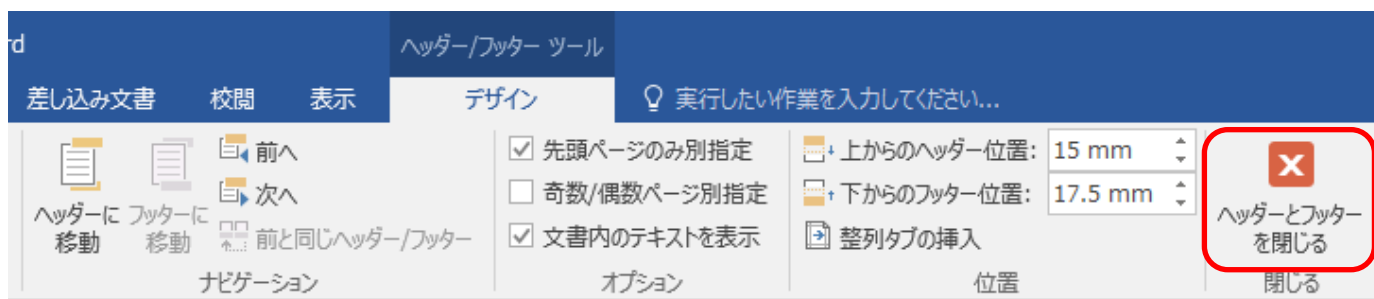 rd
ヘッダー/フッター ツール
差し込み文書 校閲 表示 デザイン 実行したい作業を入力してください...
ヘッダーに
移動
フッターに
移動
前へ
次へ
前と同じヘッダー/フッター
ナビゲーション
先頭ページのみ別指定
奇数/偶数ページ別指定
文書内のテキストを表示
オプション
上からのヘッダー位置: 15 mm
下からのフッター位置: 17.5 mm
整列タブの挿入
位置
ヘッダーとフッター
を閉じる
閉じる